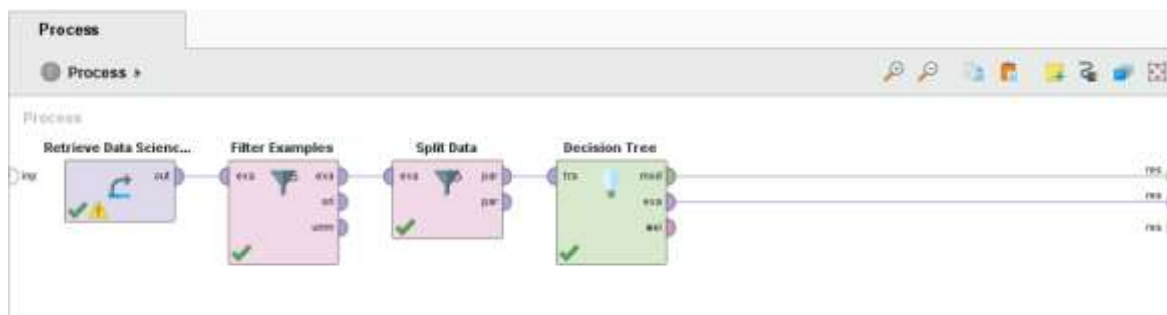 Process
Process
Process
Retrieve Data Scienc...
Filter Examples
Split Data
Decision Tree
inp
out
exa
exa
ori
unm
exa
par
par
tra
mod
exa
wei
res
res
res